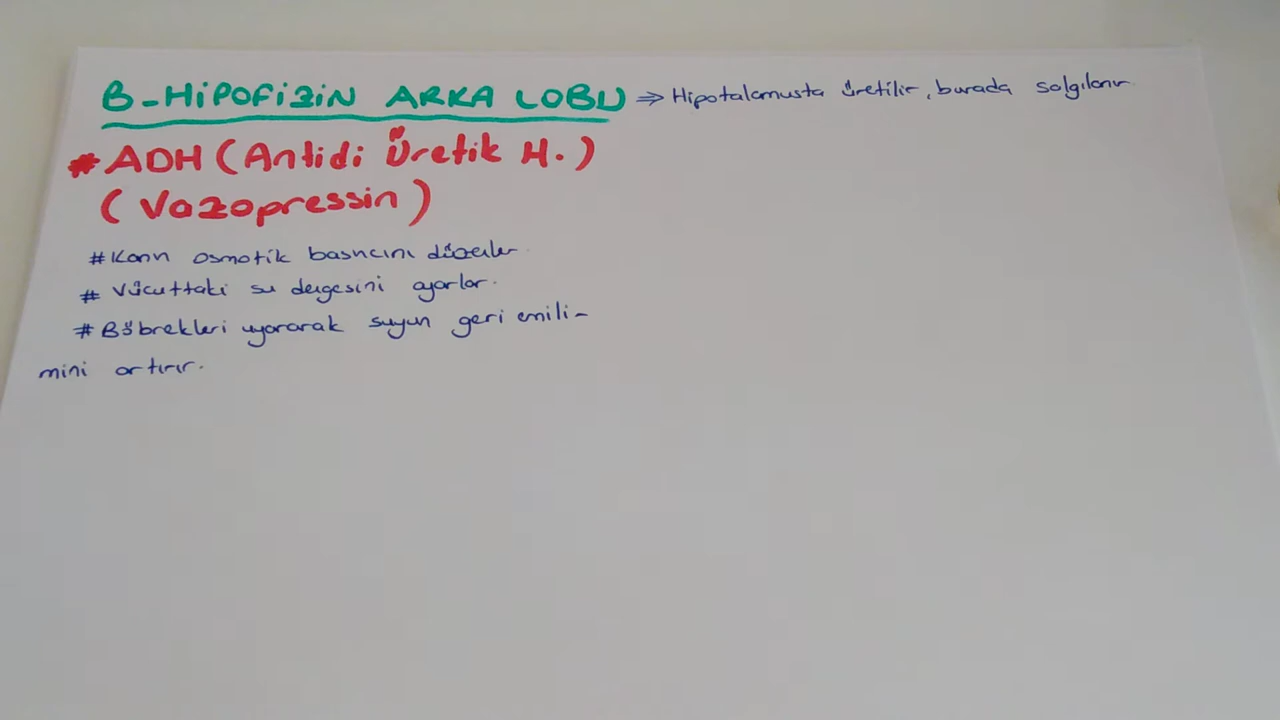 B-HİPOFİZİN ARKA LOBU ⇒ Hipotalamusta üretilir, burada salgılanır
* ADH (Antidi Üretik H.)
(Vazopressin)
# Kanın osmotik basıncını düzenler
# Vücuttaki su dengesini ayarlar.
# Böbrekleri uyararak suyun geri emili-
mini artırır.